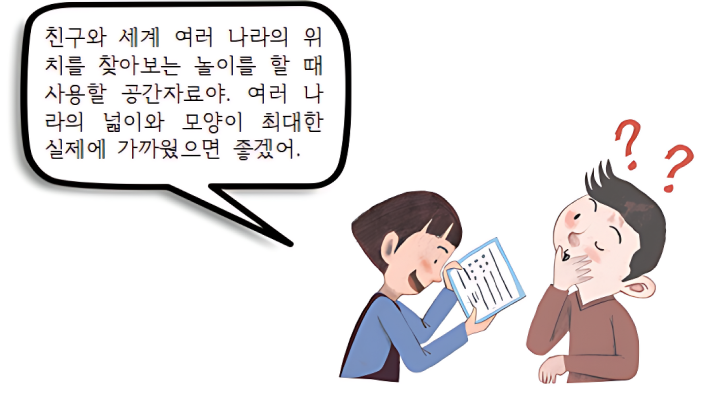 친구와 세계 여러 나라의 위
치를 찾아보는 놀이를 할 때
사용할 공간자료야. 여러 나
라의 넓이와 모양이 최대한
실제에 가까웠으면 좋겠어.
? ?